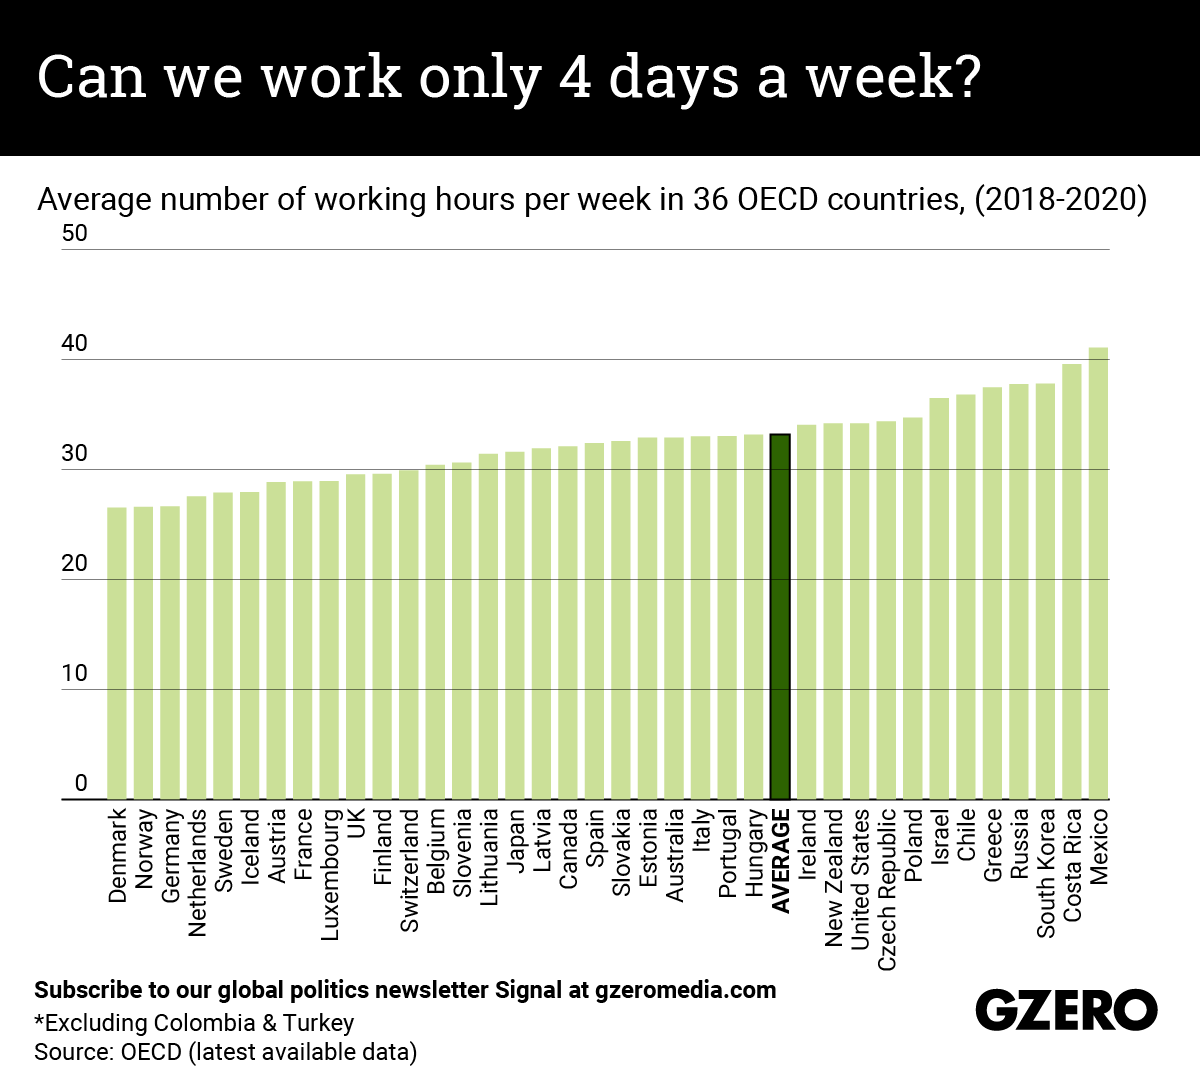 Can we work only 4 days a week?
Average number of working hours per week in 36 OECD countries, (2018-2020)
50
40
30
20
10
0
Denmark
Norway
Germany
Netherlands
Sweden
Iceland
Austria
France
Luxembourg
UK
Finland
Switzerland
Belgium
Slovenia
Lithuania
Japan
Latvia
Canada
Spain
Slovakia
Estonia
Australia
Italy
Portugal
Hungary
AVERAGE
Ireland
New Zealand
United States
Czech Republic
Poland
Israel
Chile
Greece
Russia
South Korea
Costa Rica
Mexico
Subscribe to our global politics newsletter Signal at gzeromedia.com
*Excluding Colombia & Turkey
Source: OECD (latest available data)
GZERO